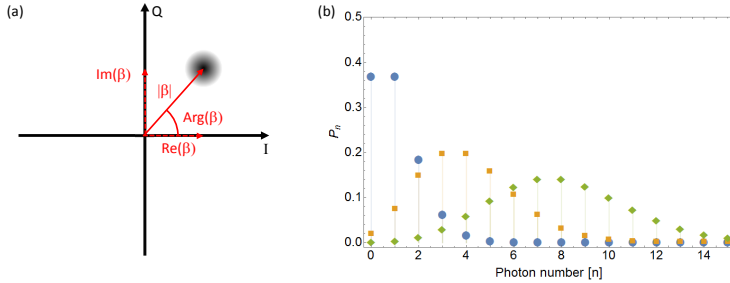 (a)
Q
Im(β)
|β|
Arg(β)
Re(β)
I
(b)
0.5
0.4
0.3
0.2
0.1
0.0
Pn
0 2 4 6 8 10 12 14
Photon number [n]